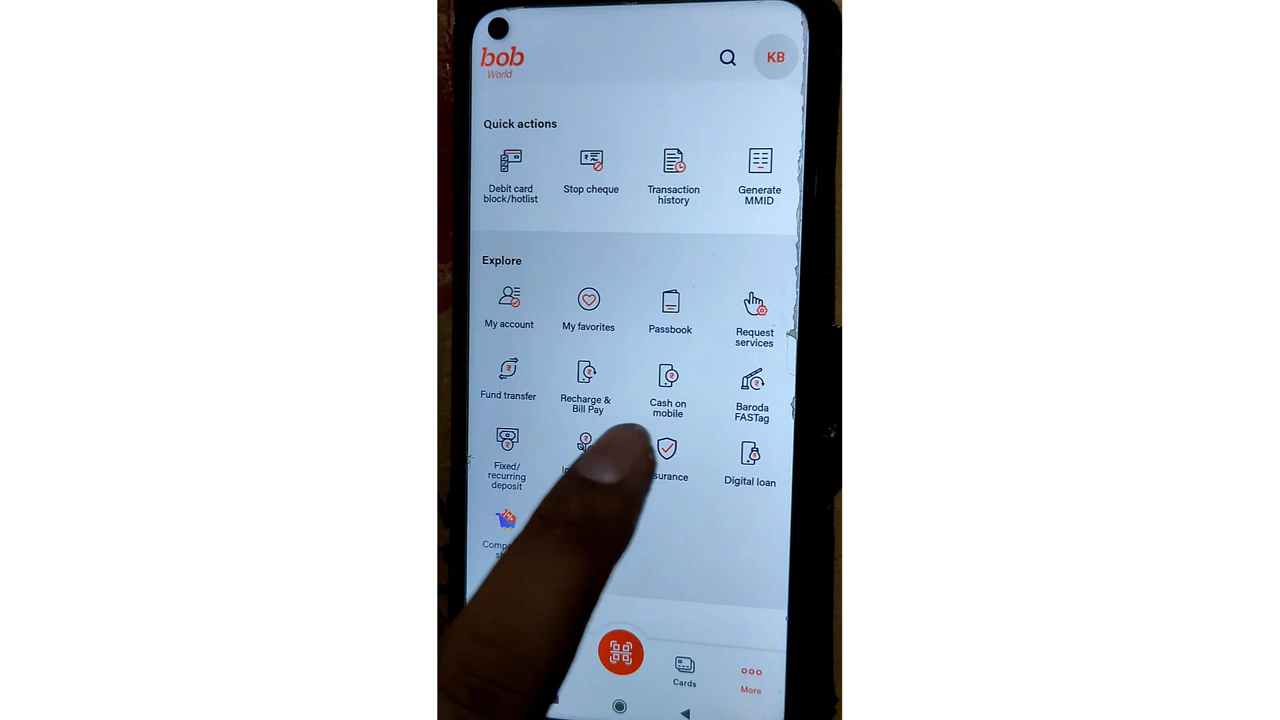 bob
World
KB
Quick actions
Debit card
block/hotlist
Stop cheque
Transaction
history
Generate
MMID
Explore
My account
My favorites
Passbook
Request
services
Fund transfer
Recharge &
Bill Pay
Cash on
mobile
Baroda
FASTag
Fixed/
recurring
deposit
surance
Digital loan
Cards
More